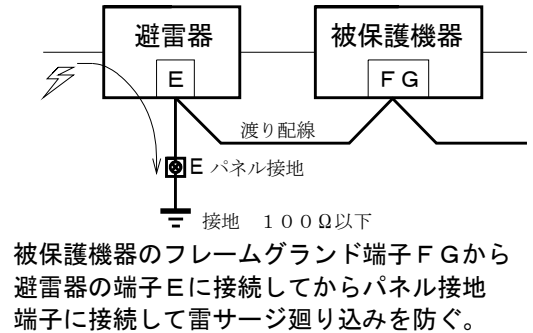 避雷器 被保護機器
E FG
渡り配線
E パネル接地
接地 100Ω以下
被保護機器のフレームグランド端子FGから
避雷器の端子Eに接続してからパネル接地
端子に接続して雷サージ廻り込みを防ぐ。